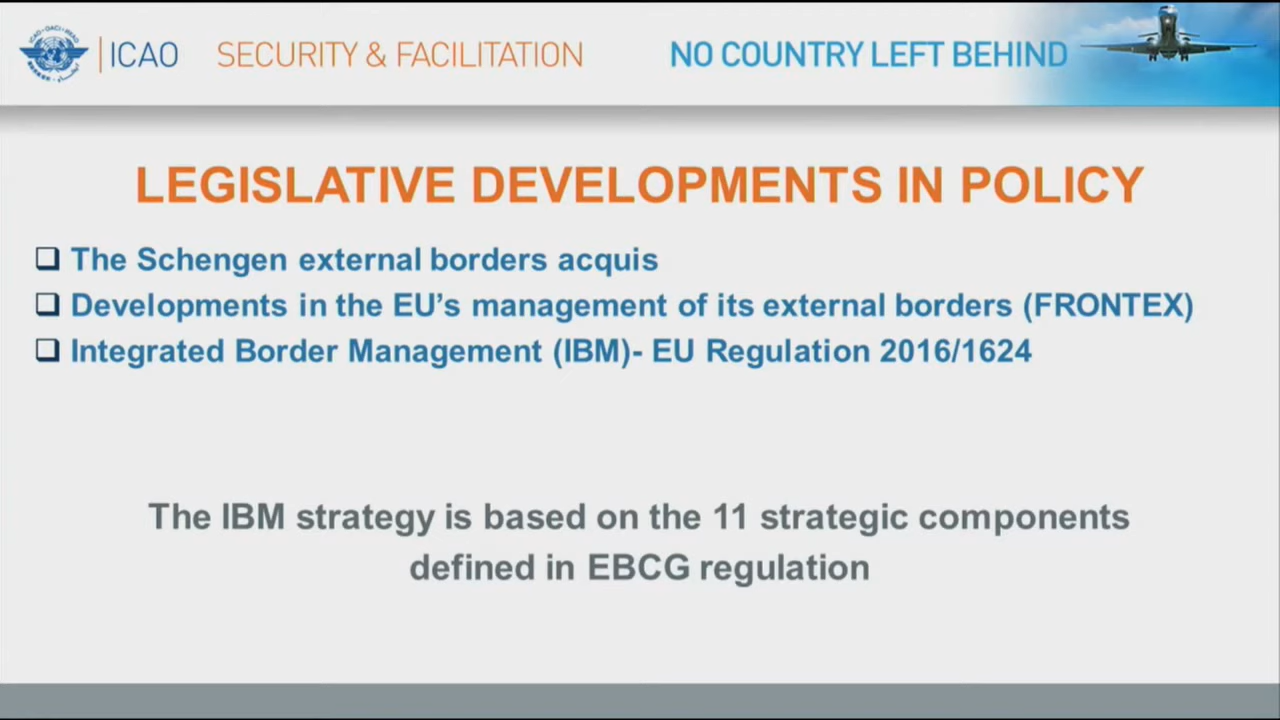 ICAO SECURITY & FACILITATION NO COUNTRY LEFT BEHIND
LEGISLATIVE DEVELOPMENTS IN POLICY
The Schengen external borders acquis
Developments in the EU’s management of its external borders (FRONTEX)
Integrated Border Management (IBM)- EU Regulation 2016/1624
The IBM strategy is based on the 11 strategic components
defined in EBCG regulation